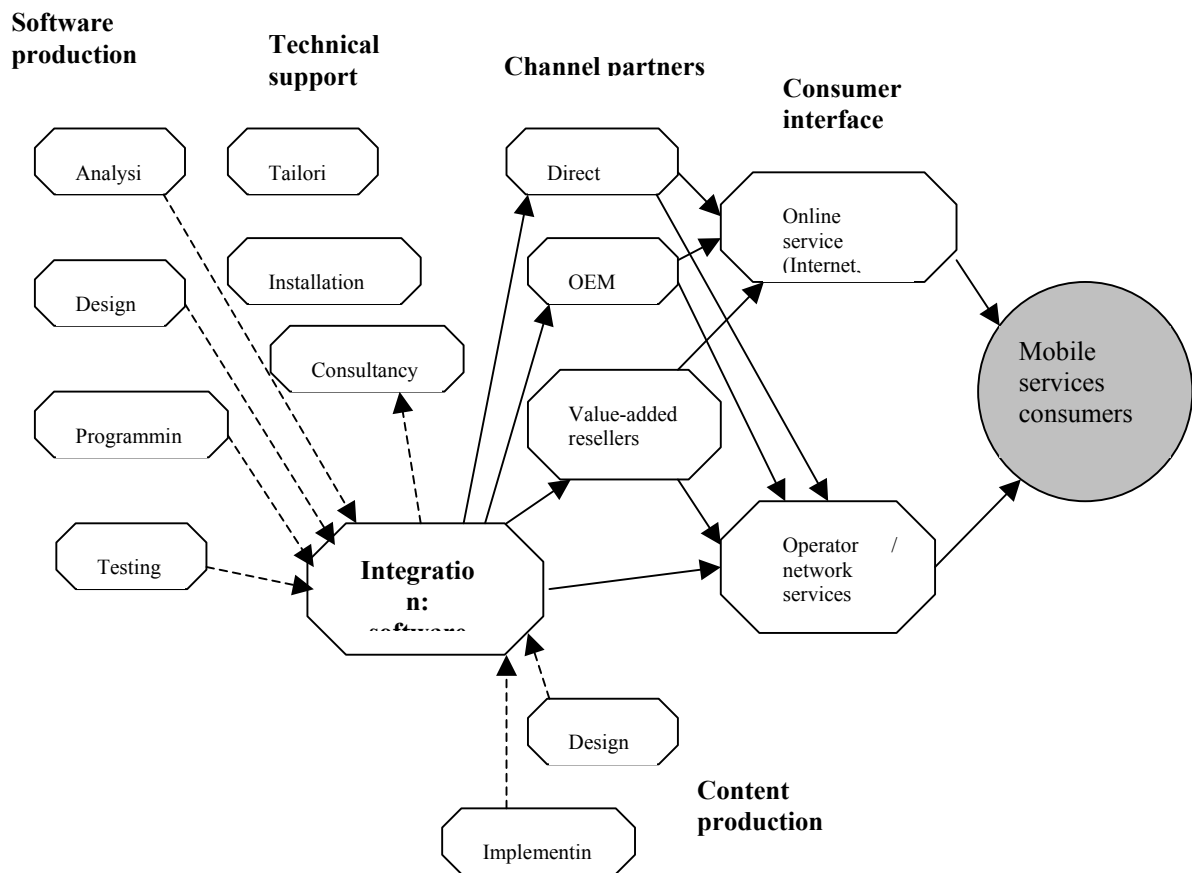 Software
production
Technical
support
Channel partners
Consumer
interface
Analysi
Tailori
Direct
Online
service
(Internet,
Design
Installation
OEM
Consultancy
Mobile
services
consumers
Programmin
Value-added
resellers
Testing
Integratio
n:
software
Operator /
network
services
Design
Content
production
Implementin